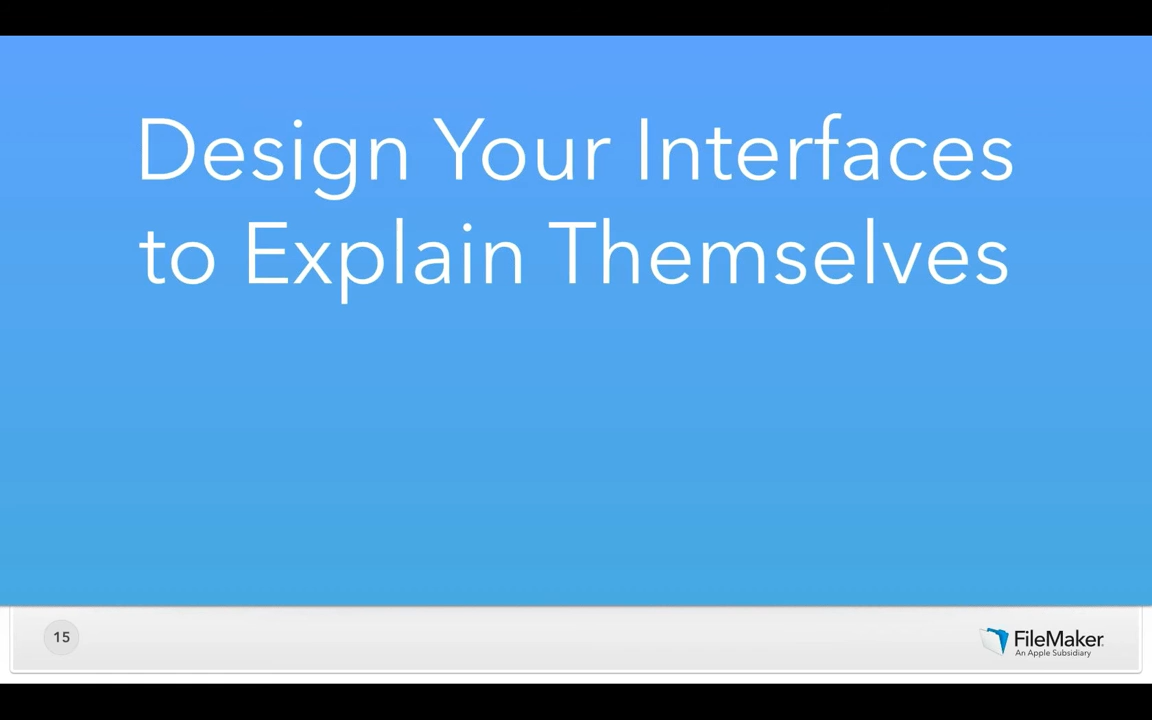 Design Your Interfaces
to Explain Themselves
15
FileMaker
An Apple Subsidiary